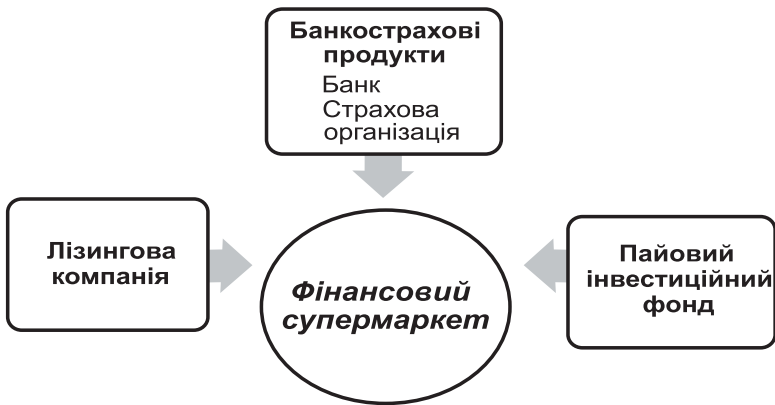 Банкострахові
продукти
Банк
Страхова
організація
Лізингова
компанія
Фінансовий
супермаркет
Пайовий
інвестиційний
фонд